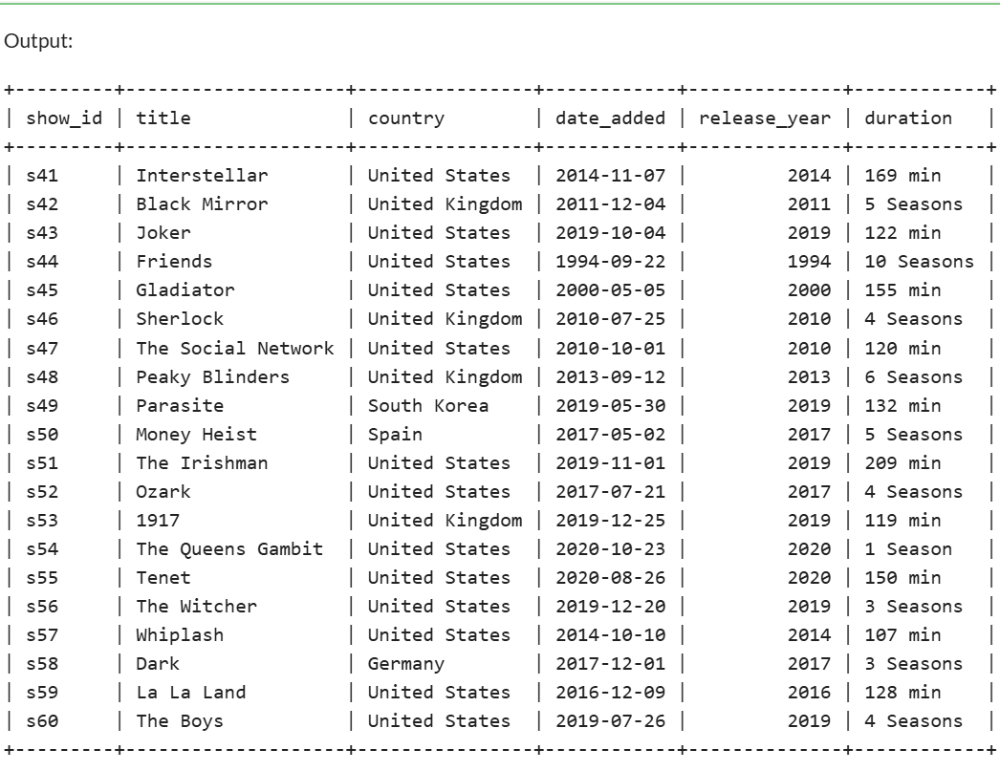 Output:
+---------+--------------------+----------------+------------+--------------+------------+
| show_id | title              | country        | date_added | release_year | duration   |
+---------+--------------------+----------------+------------+--------------+------------+
| s41     | Interstellar       | United States  | 2014-11-07 |         2014 | 169 min    |
| s42     | Black Mirror       | United Kingdom | 2011-12-04 |         2011 | 5 Seasons  |
| s43     | Joker              | United States  | 2019-10-04 |         2019 | 122 min    |
| s44     | Friends            | United States  | 1994-09-22 |         1994 | 10 Seasons |
| s45     | Gladiator          | United States  | 2000-05-05 |         2000 | 155 min    |
| s46     | Sherlock           | United Kingdom | 2010-07-25 |         2010 | 4 Seasons  |
| s47     | The Social Network | United States  | 2010-10-01 |         2010 | 120 min    |
| s48     | Peaky Blinders     | United Kingdom | 2013-09-12 |         2013 | 6 Seasons  |
| s49     | Parasite           | South Korea    | 2019-05-30 |         2019 | 132 min    |
| s50     | Money Heist        | Spain          | 2017-05-02 |         2017 | 5 Seasons  |
| s51     | The Irishman       | United States  | 2019-11-01 |         2019 | 209 min    |
| s52     | Ozark              | United States  | 2017-07-21 |         2017 | 4 Seasons  |
| s53     | 1917               | United Kingdom | 2019-12-25 |         2019 | 119 min    |
| s54     | The Queens Gambit  | United States  | 2020-10-23 |         2020 | 1 Season   |
| s55     | Tenet              | United States  | 2020-08-26 |         2020 | 150 min    |
| s56     | The Witcher        | United States  | 2019-12-20 |         2019 | 3 Seasons  |
| s57     | Whiplash           | United States  | 2014-10-10 |         2014 | 107 min    |
| s58     | Dark               | Germany        | 2017-12-01 |         2017 | 3 Seasons  |
| s59     | La La Land         | United States  | 2016-12-09 |         2016 | 128 min    |
| s60     | The Boys           | United States  | 2019-07-26 |         2019 | 4 Seasons  |
+---------+--------------------+----------------+------------+--------------+------------+